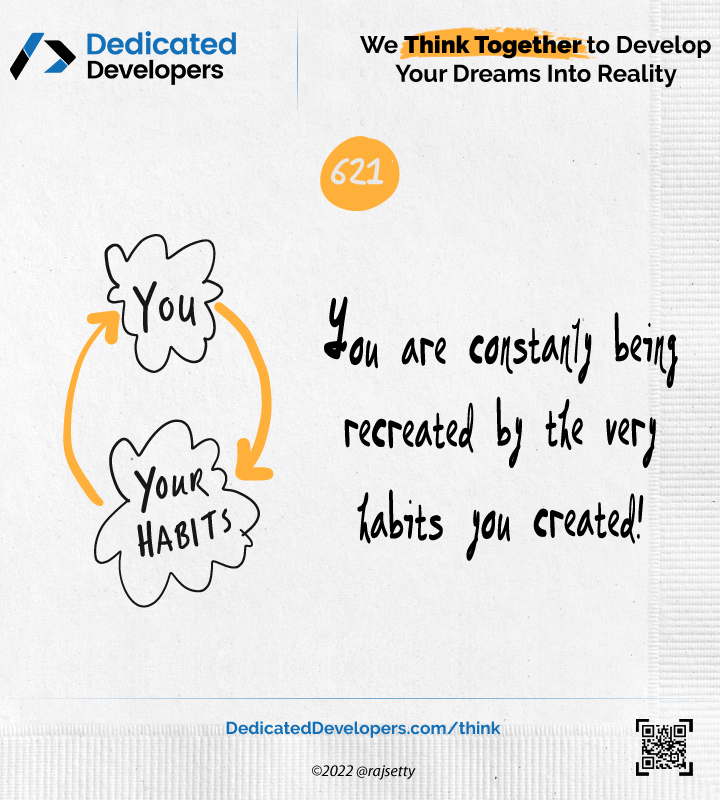 Dedicated
Developers
We Think Together to Develop
Your Dreams Into Reality
621
You
Your
Habits
You are constanly being
recreated by the very
habits you created!
DedicatedDevelopers.com/think
©2022 @rajsetty